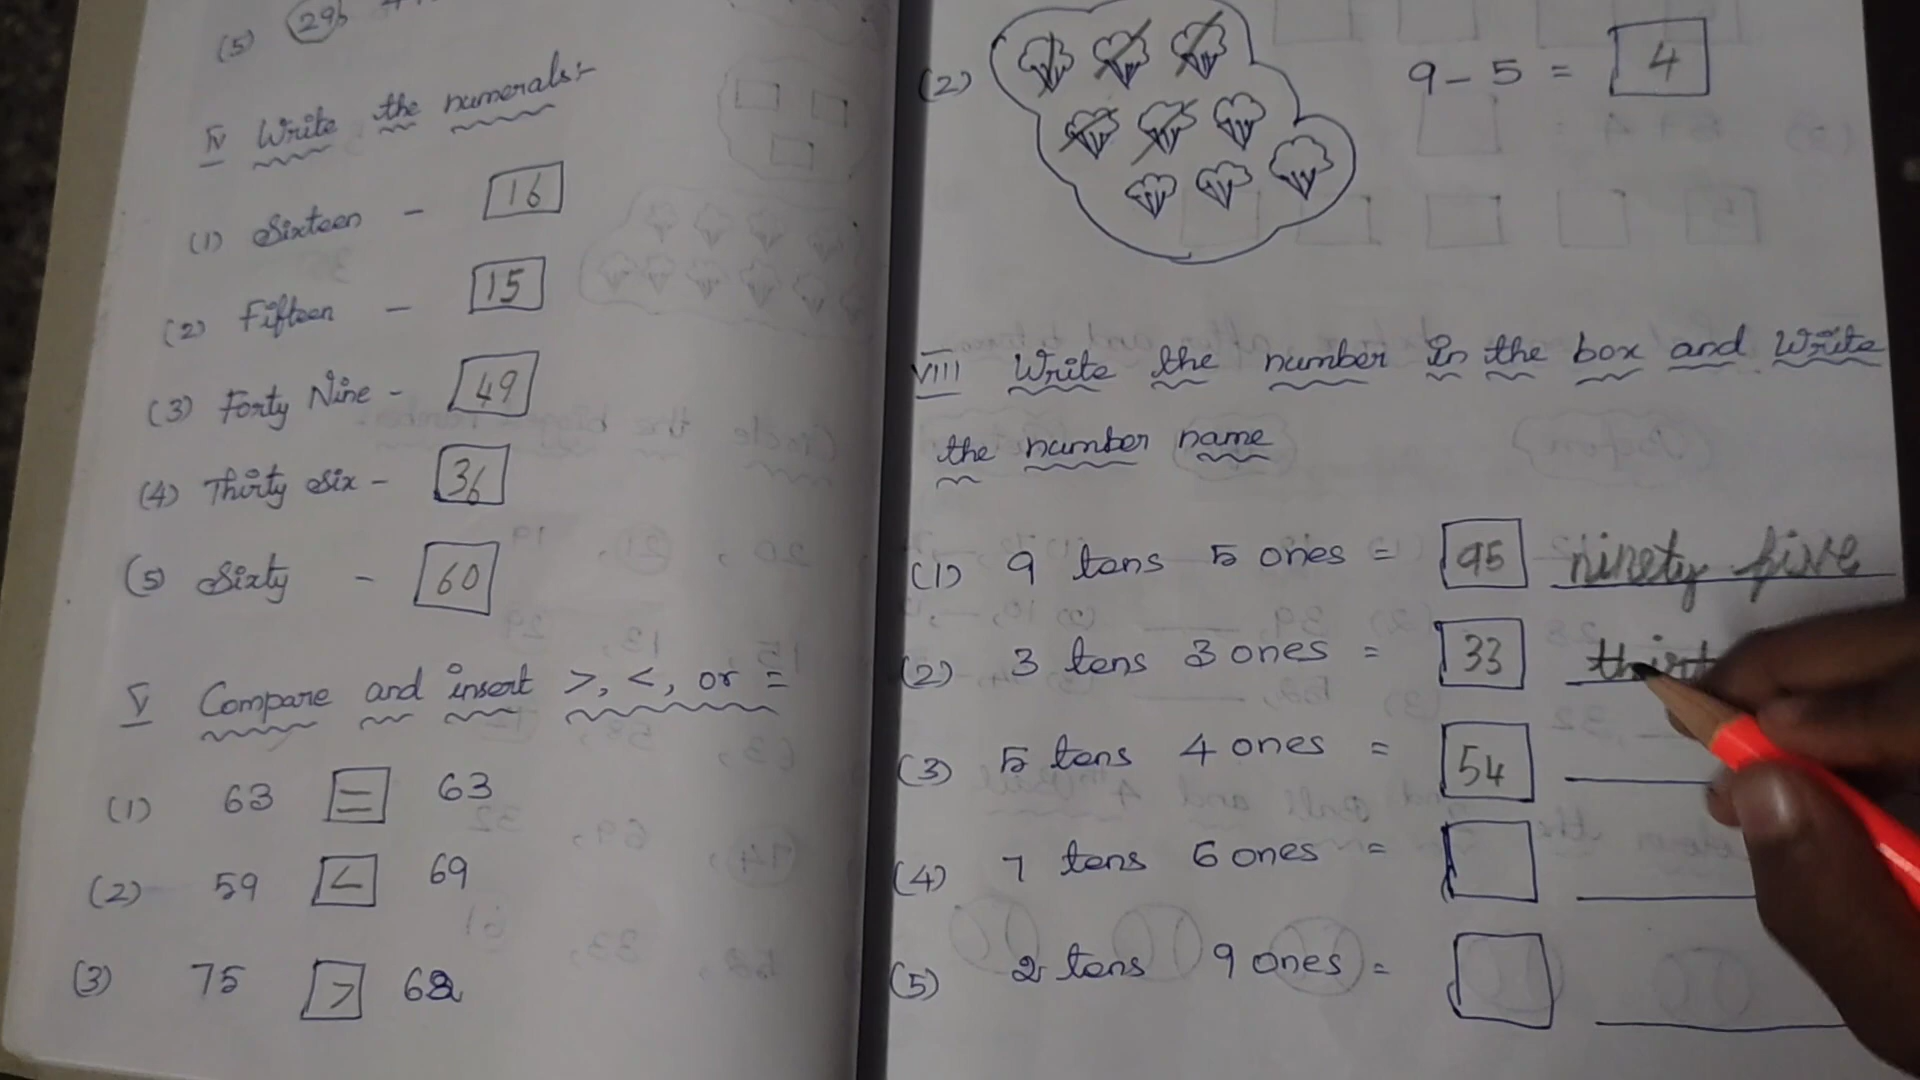 (5) 29
IV Write the numerals:-
(1) Sixteen - 16
(2) Fifteen - 15
(3) Forty Nine - 49
(4) Thirty Six - 36
(5) Sixty - 60
V Compare and insert >, <, or =
(1) 63 = 63
(2) 59 < 69
(3) 75 > 62
(2) 9 - 5 = 4
VIII Write the number in the box and Write
the number name
(1) 9 tens 5 ones = 95 ninety five
(2) 3 tens 3 ones = 33 thirt
(3) 5 tens 4 ones = 54
(4) 7 tens 6 ones =
(5) 2 tens 9 ones =